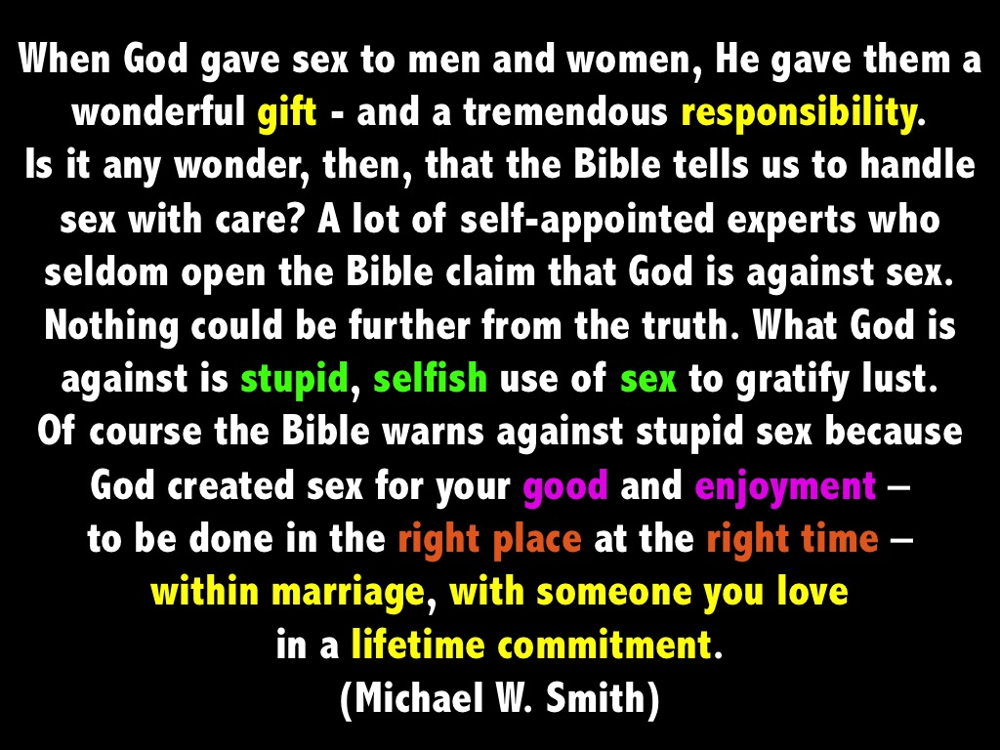 When God gave sex to men and women, He gave them a
wonderful gift - and a tremendous responsibility.
Is it any wonder, then, that the Bible tells us to handle
sex with care? A lot of self-appointed experts who
seldom open the Bible claim that God is against sex.
Nothing could be further from the truth. What God is
against is stupid, selfish use of sex to gratify lust.
Of course the Bible warns against stupid sex because
God created sex for your good and enjoyment –
to be done in the right place at the right time –
within marriage, with someone you love
in a lifetime commitment.
(Michael W. Smith)